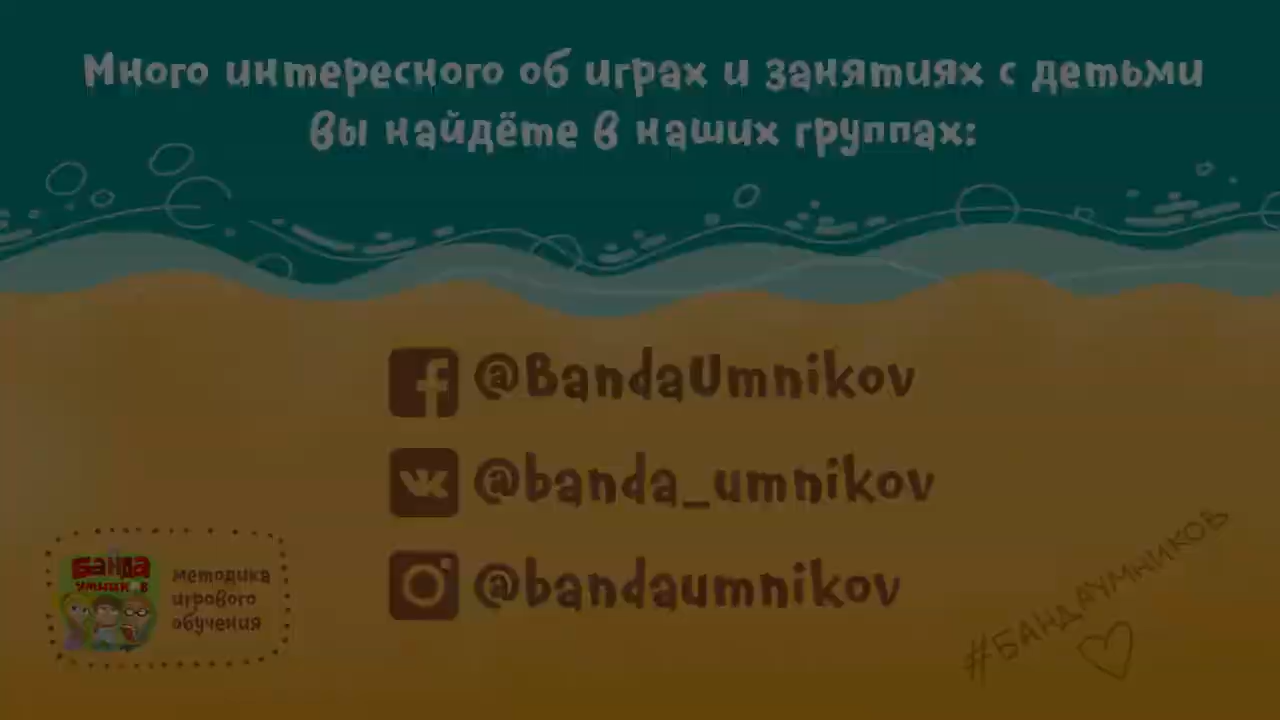 Много интересного об играх и занятиях с детьми
вы найдёте в наших группах:
@BandaUmnikov
@banda_umnikov
@bandaumnikov
БАНДА
УМНИКОВ
методика
игрового
обучения
#БАНДАУМНИКОВ